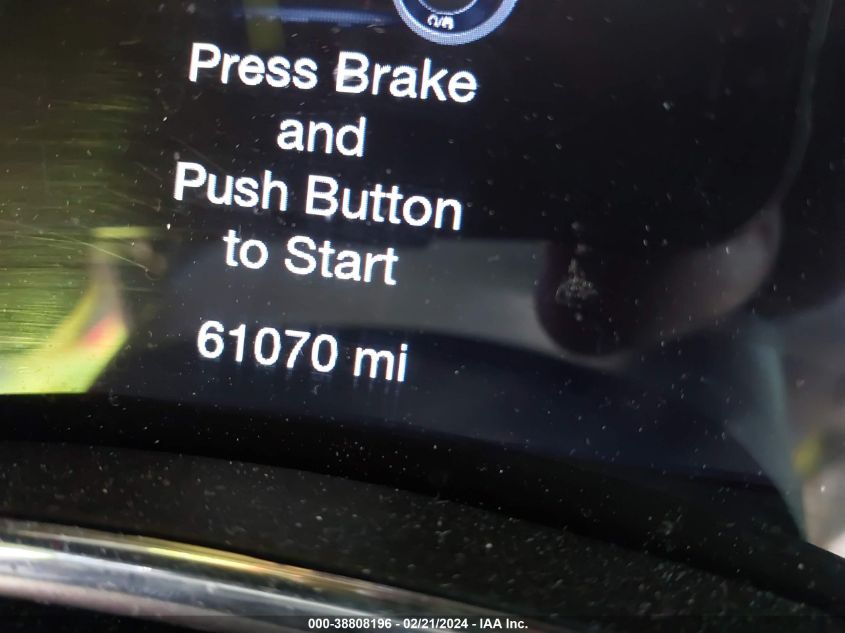 Press Brake
and
Push Button
to Start
61070 mi
000-38808196 - 02/21/2024 - IAA Inc.